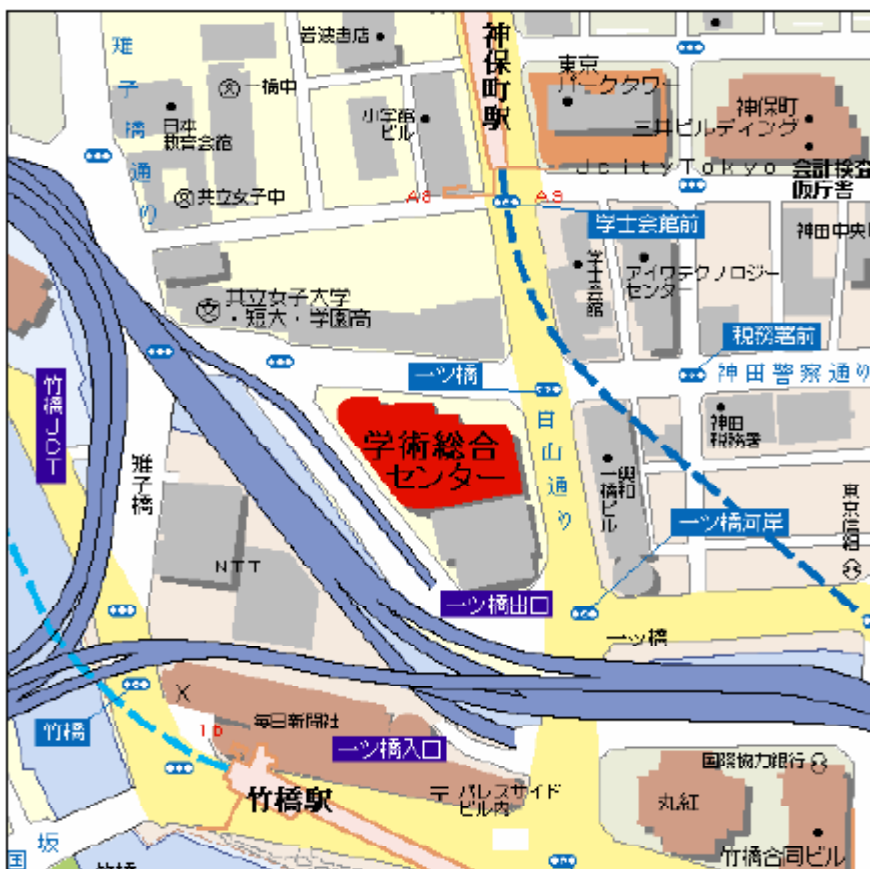 岩波書店
神保町駅
雉子橋通り
一橋中
東京
パークタワー
神保町
三井ビルディング
小学館
ビル
日本
教育会館
JcityTokyo
会計検査
仮庁舎
共立女子中
A8
A9
学士会館前
神田中央
学士会館
アイワテクノロジー
センター
共立女子大学
・短大・学園高
税務署前
神田警察通り
一ツ橋
竹橋JCT
白山通り
神田
税務署
学術総合
センター
雉子橋
興和
一橋ビル
東京信組
一ツ橋河岸
NTT
一ツ橋出口
一ツ橋
毎日新聞社
1b
竹橋
一ツ橋入口
国際協力銀行
竹橋駅
〒パレスサイド
ビル内
丸紅
竹橋合同ビル
坂
国
竹橋